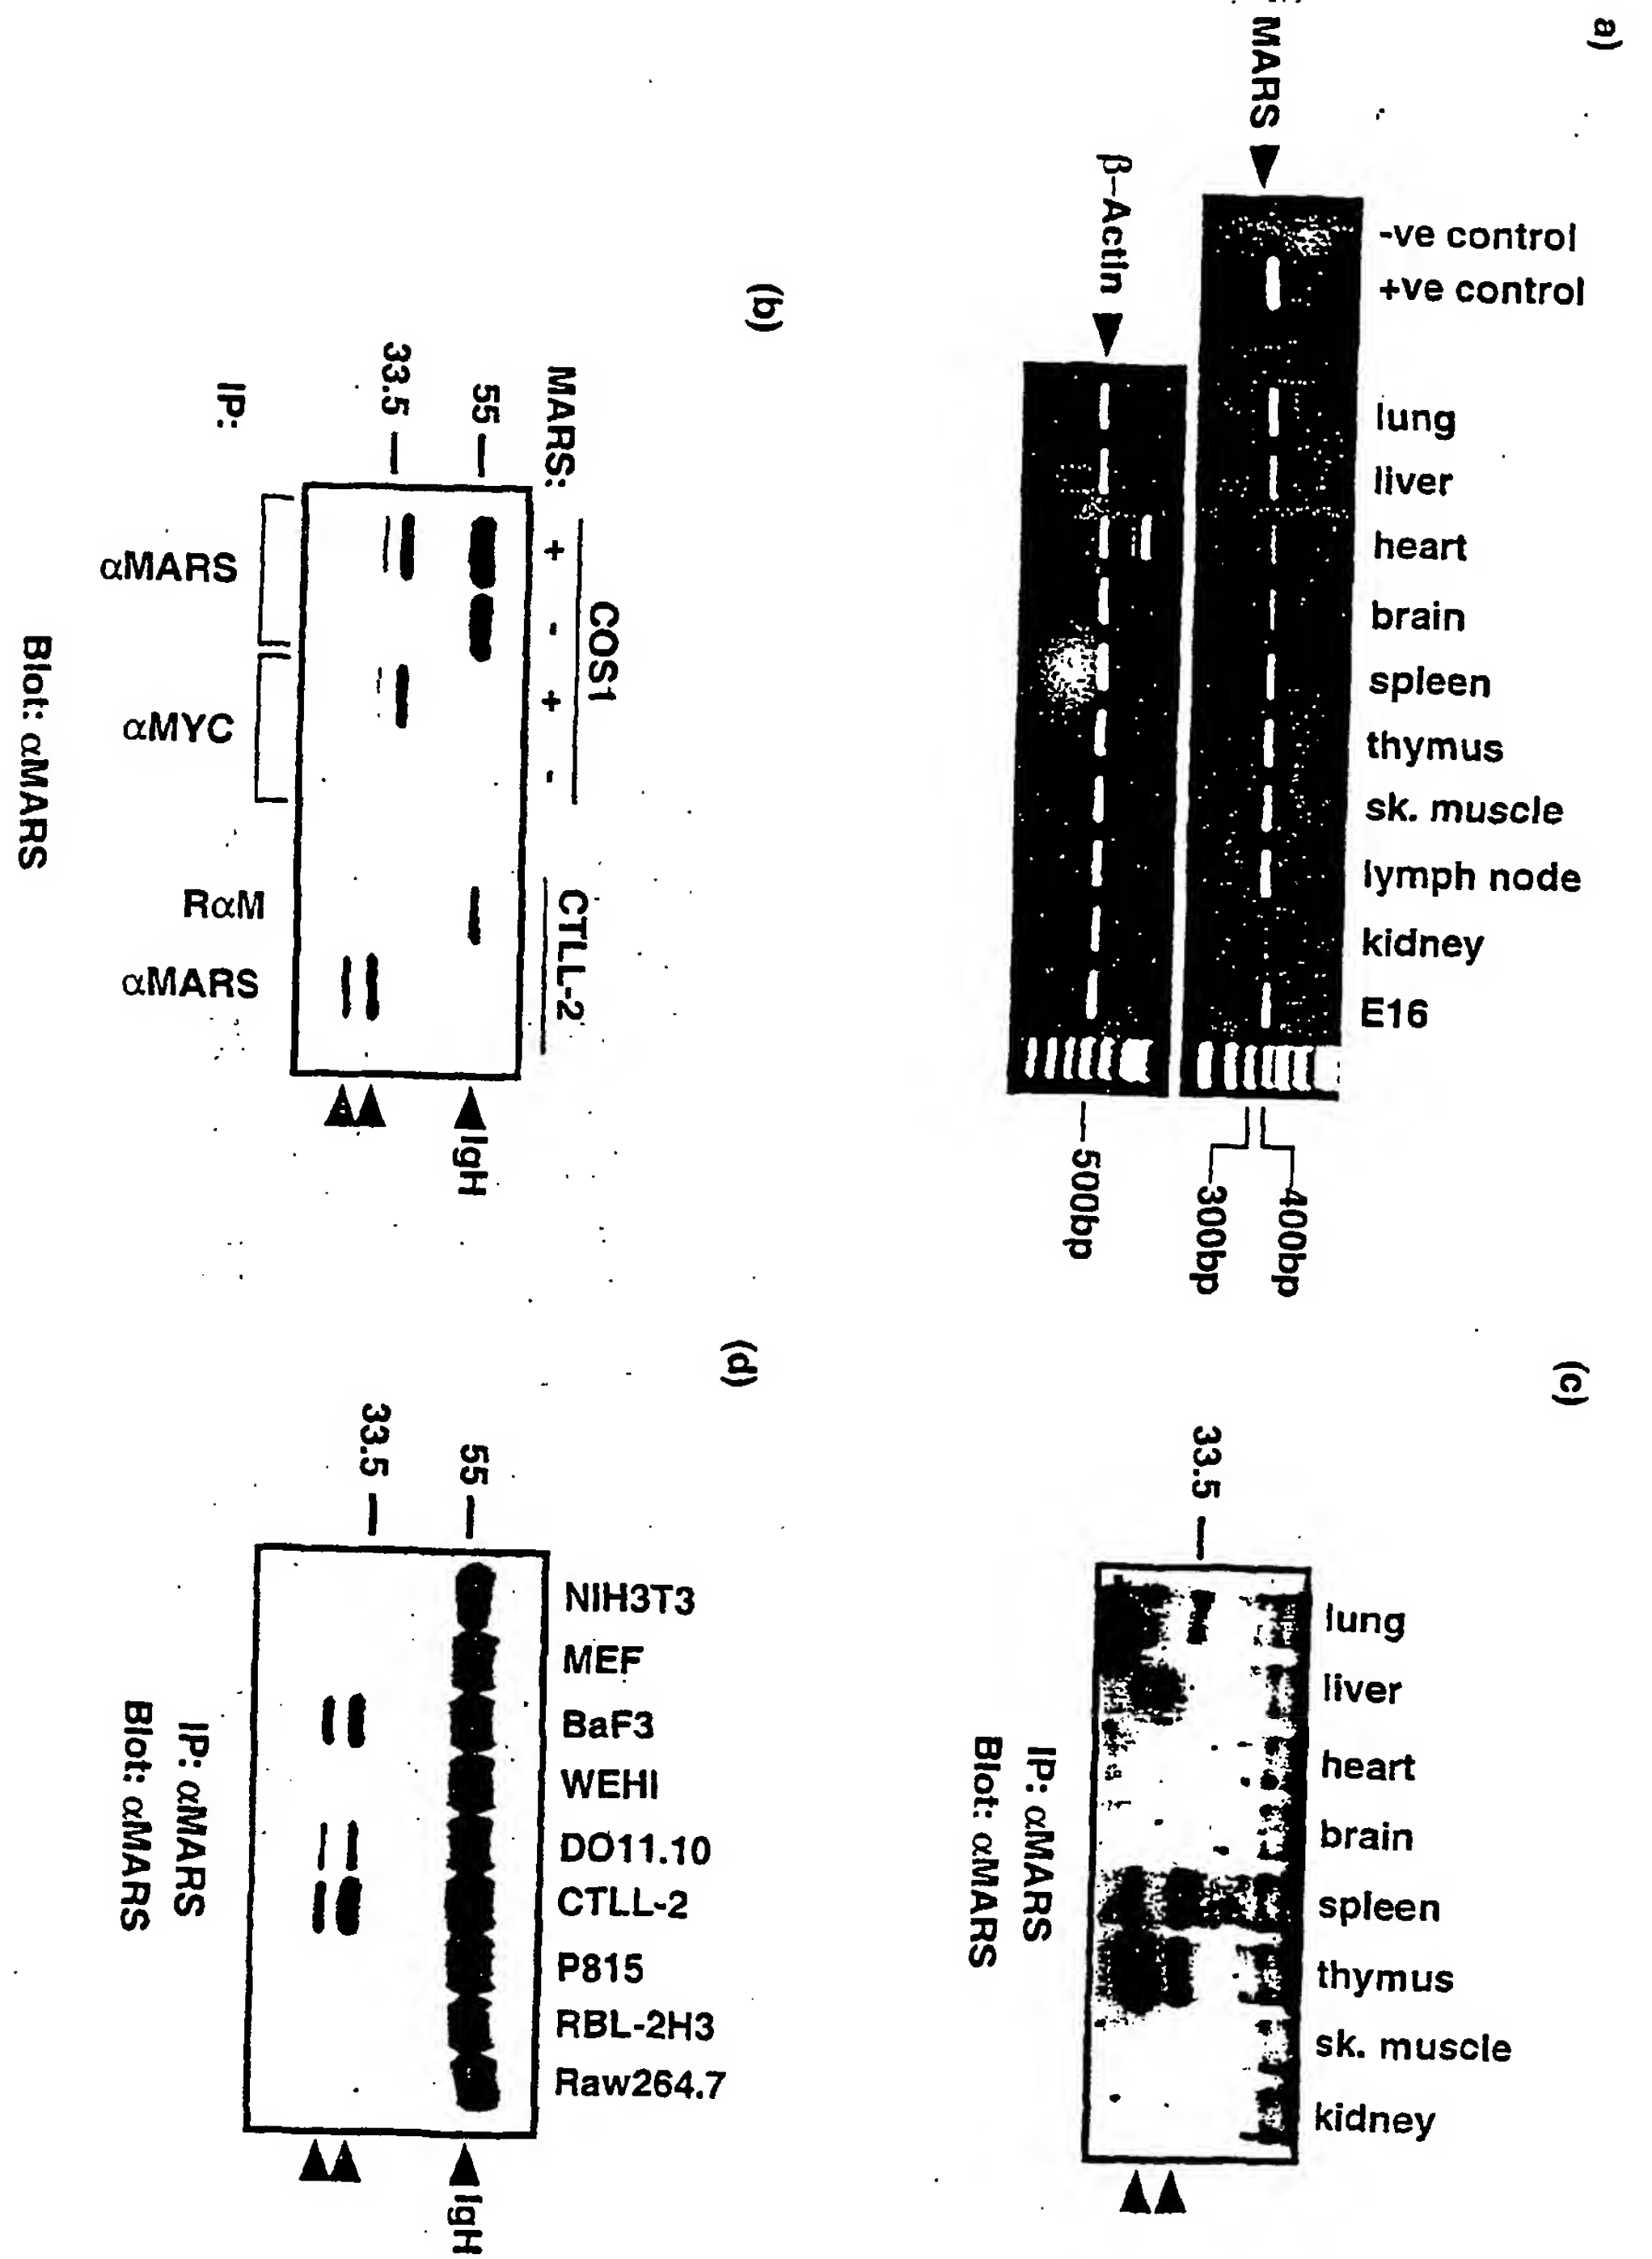 a)
-ve control
+ve control
lung
liver
heart
brain
spleen
thymus
sk. muscle
lymph node
kidney
E16
MARS
400bp
300bp
β-Actin
500bp
(b)
COS1
CTLL-2
MARS:
+
-
+
-
55
IgH
33.5
IP:
αMARS
αMYC
RαM
αMARS
Blot: αMARS
(c)
lung
liver
heart
brain
spleen
thymus
sk. muscle
kidney
33.5
IP: αMARS
Blot: αMARS
(d)
NIH3T3
MEF
BaF3
WEHI
DO11.10
CTLL-2
P815
RBL-2H3
Raw264.7
55
IgH
33.5
IP: αMARS
Blot: αMARS